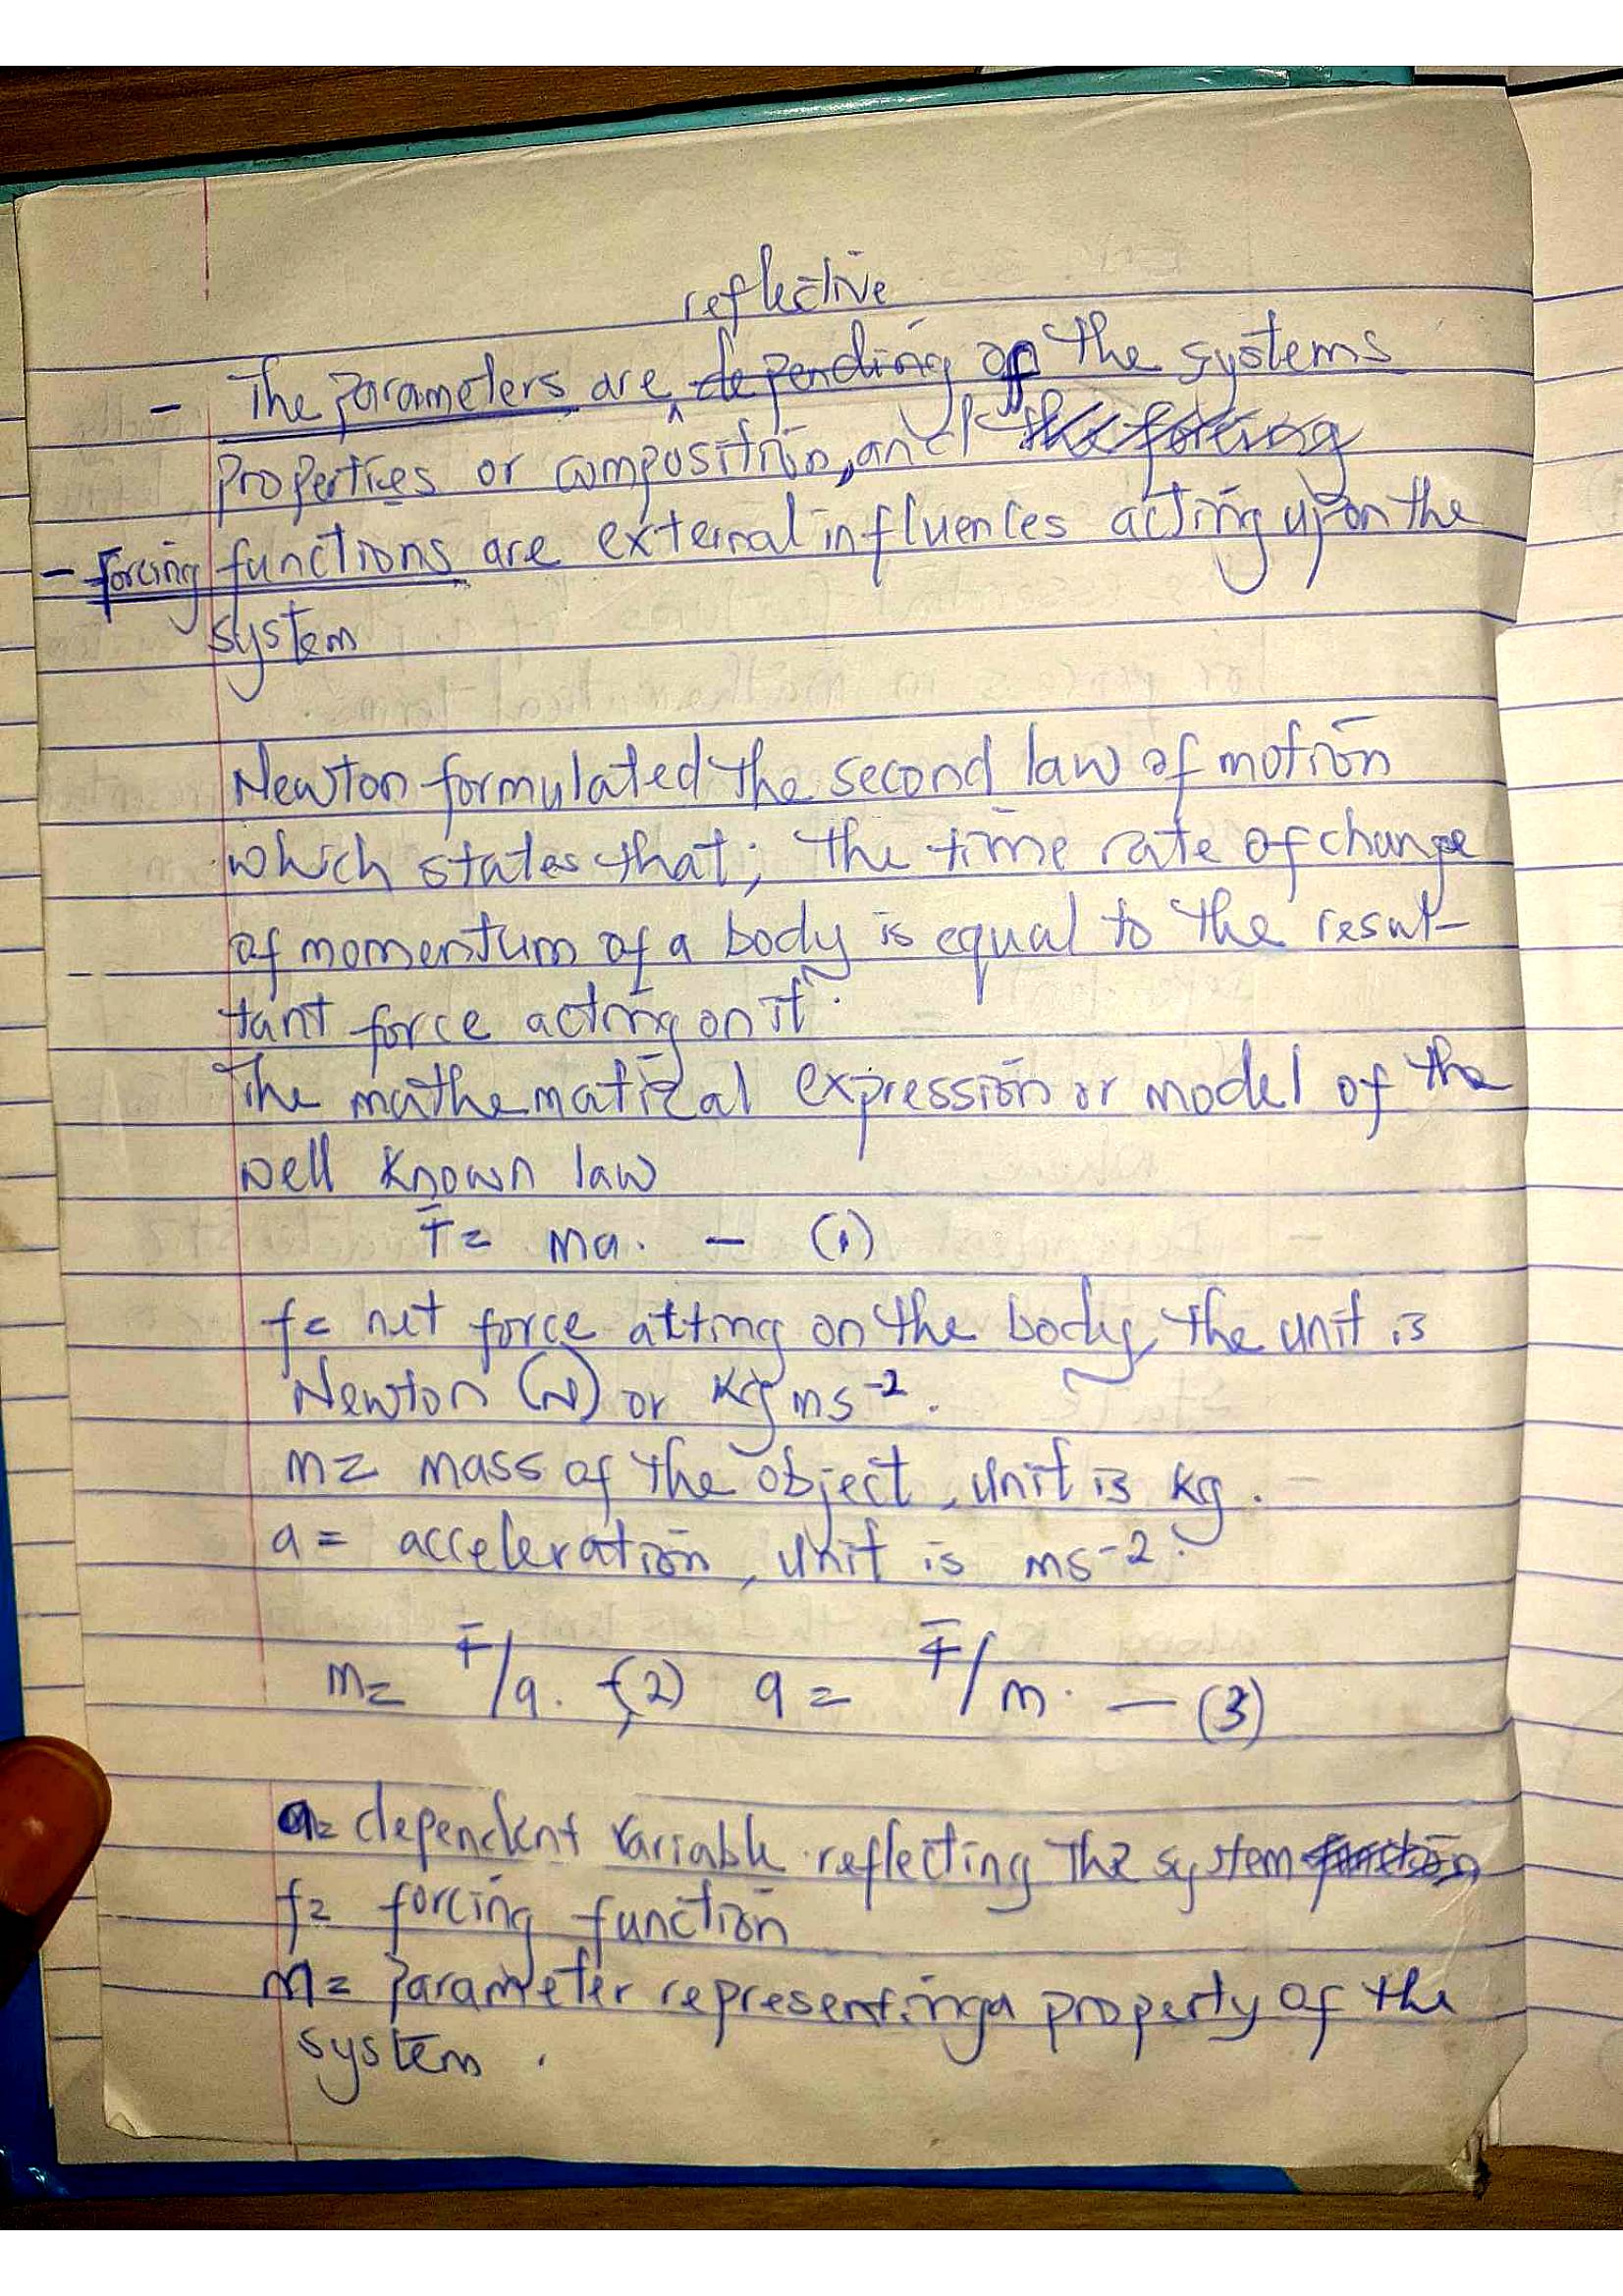 reflective
- The parameters are depending of the systems
properties or composition, and the forcing
- forcing functions are external influences acting upon the
system
Newton formulated the second law of motion
which states that; the time rate of change
of momentum of a body is equal to the resul-
tant force acting on it.
The mathematical expression or model of the
well known law
F = ma. - (1)
f = net force atting on the body, the unit is
Newton (N) or Kgms⁻².
m = mass of the object, unit is kg.
a = acceleration, unit is ms⁻².
m = F/a. - (2) a = F/m. - (3)
a = dependent variable reflecting the system function
f = forcing function
m = parameter representing a property of the
system.